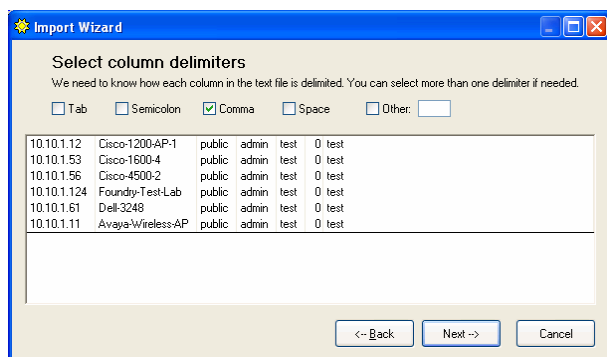 Import Wizard
Select column delimiters
We need to know how each column in the text file is delimited. You can select more than one delimiter if needed.
Tab Semicolon Comma Space Other:
10.10.1.12 Cisco-1200-AP-1 public admin test 0 test
10.10.1.53 Cisco-1600-4 public admin test 0 test
10.10.1.56 Cisco-4500-2 public admin test 0 test
10.10.1.124 Foundry-Test-Lab public admin test 0 test
10.10.1.61 Dell-3248 public admin test 0 test
10.10.1.11 Avaya-Wireless-AP public admin test 0 test
<-- Back Next --> Cancel